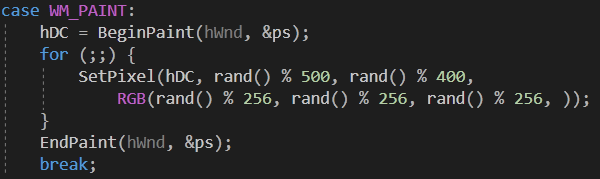 case WM_PAINT:
hDC = BeginPaint(hWnd, &ps);
for (;;) {
SetPixel(hDC, rand() % 500, rand() % 400,
RGB(rand() % 256, rand() % 256, rand() % 256, ));
}
EndPaint(hWnd, &ps);
break;